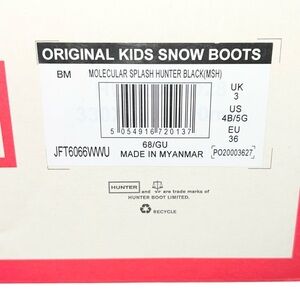 ORIGINAL KIDS SNOW BOOTS
BM MOLECULAR SPLASH HUNTER BLACK(MSH)
UK
3
US
4B/5G
EU
36
5 054916 720137
JFT6066WWU
68/GU
MADE IN MYANMAR
PO20003627
HUNTER and are trade marks of
HUNTER BOOT LIMITED.
RECYCLE